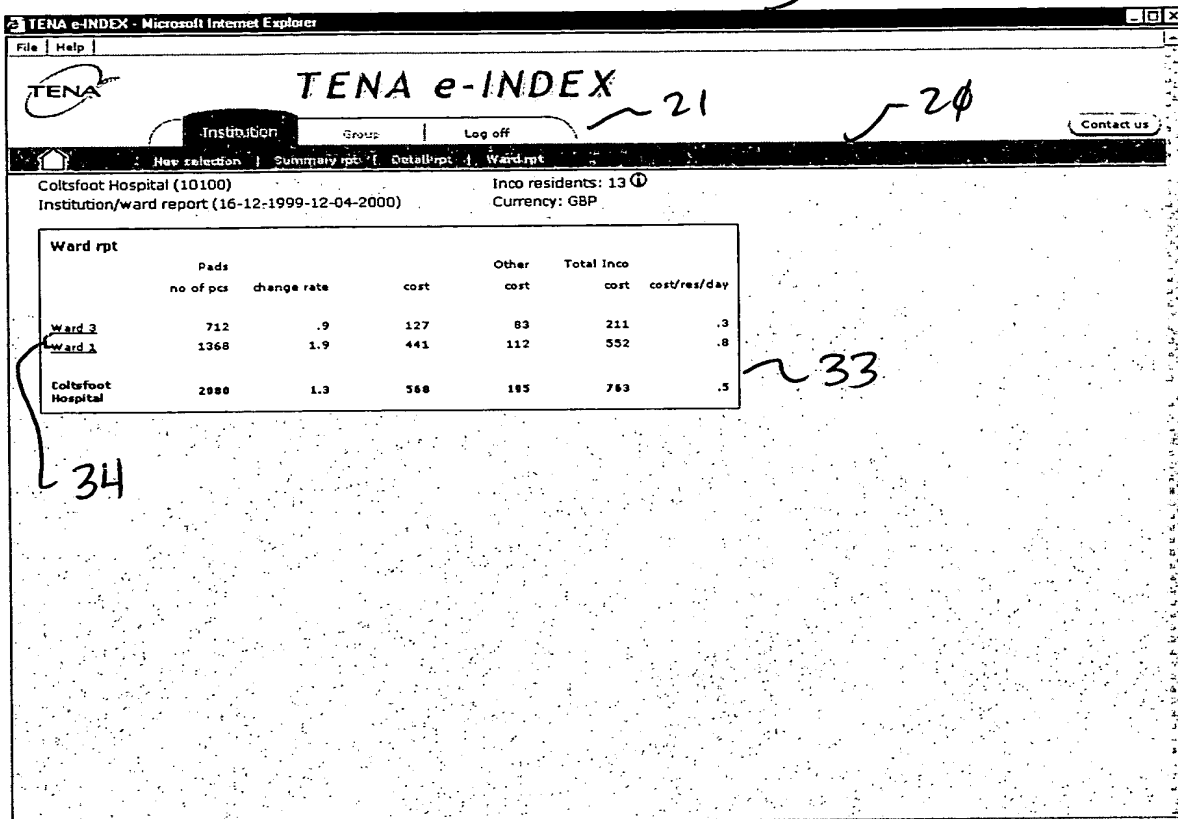 TENA e-INDEX - Microsoft Internet Explorer
File | Help |
TENA
TENA e-INDEX
21
20
Institution Group | Log off
Contact us
New selection | Summary rpt | Detail rpt | Ward rpt
Coltsfoot Hospital (10100) Inco residents: 13
Institution/ward report (16-12-1999-12-04-2000) Currency: GBP
Ward rpt
Pads Other Total Inco
no of pcs change rate cost cost cost cost/res/day
Ward 3 712 .9 127 83 211 .3
Ward 1 1368 1.9 441 112 552 .8
Coltsfoot Hospital 2080 1.3 568 195 763 .5
33
34